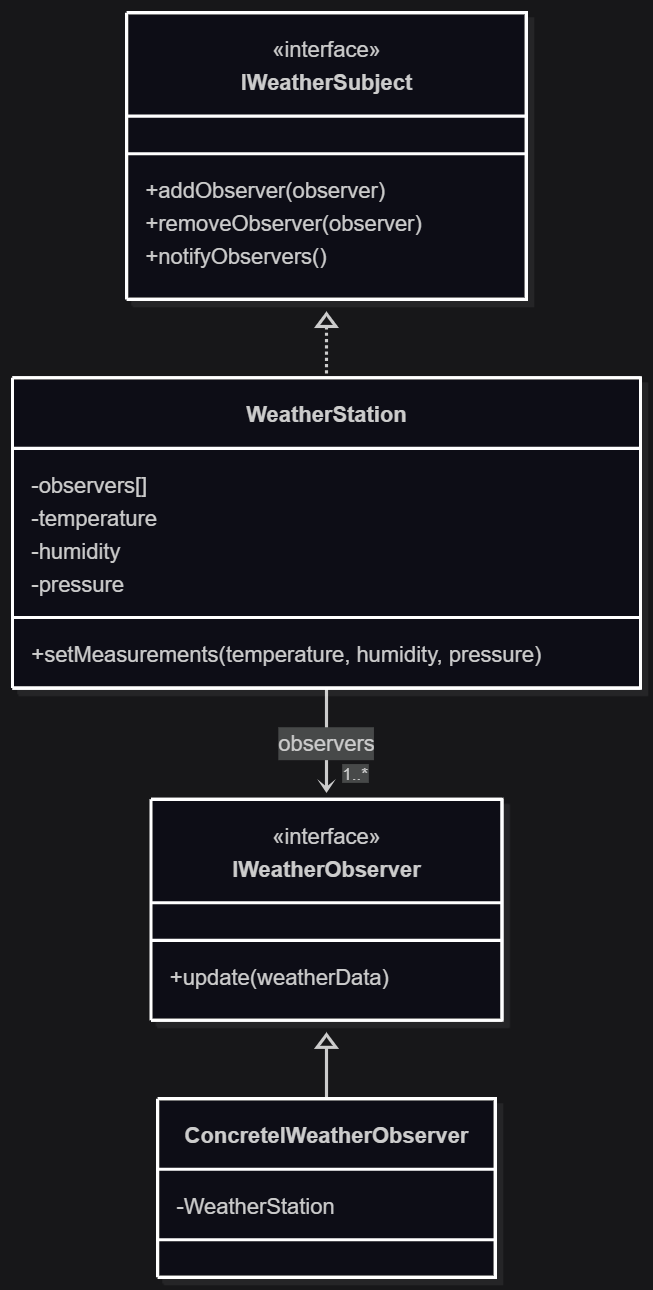 «interface»
IWeatherSubject
+addObserver(observer)
+removeObserver(observer)
+notifyObservers()
WeatherStation
-observers[]
-temperature
-humidity
-pressure
+setMeasurements(temperature, humidity, pressure)
observers
1..*
«interface»
IWeatherObserver
+update(weatherData)
ConcreteIWeatherObserver
-WeatherStation